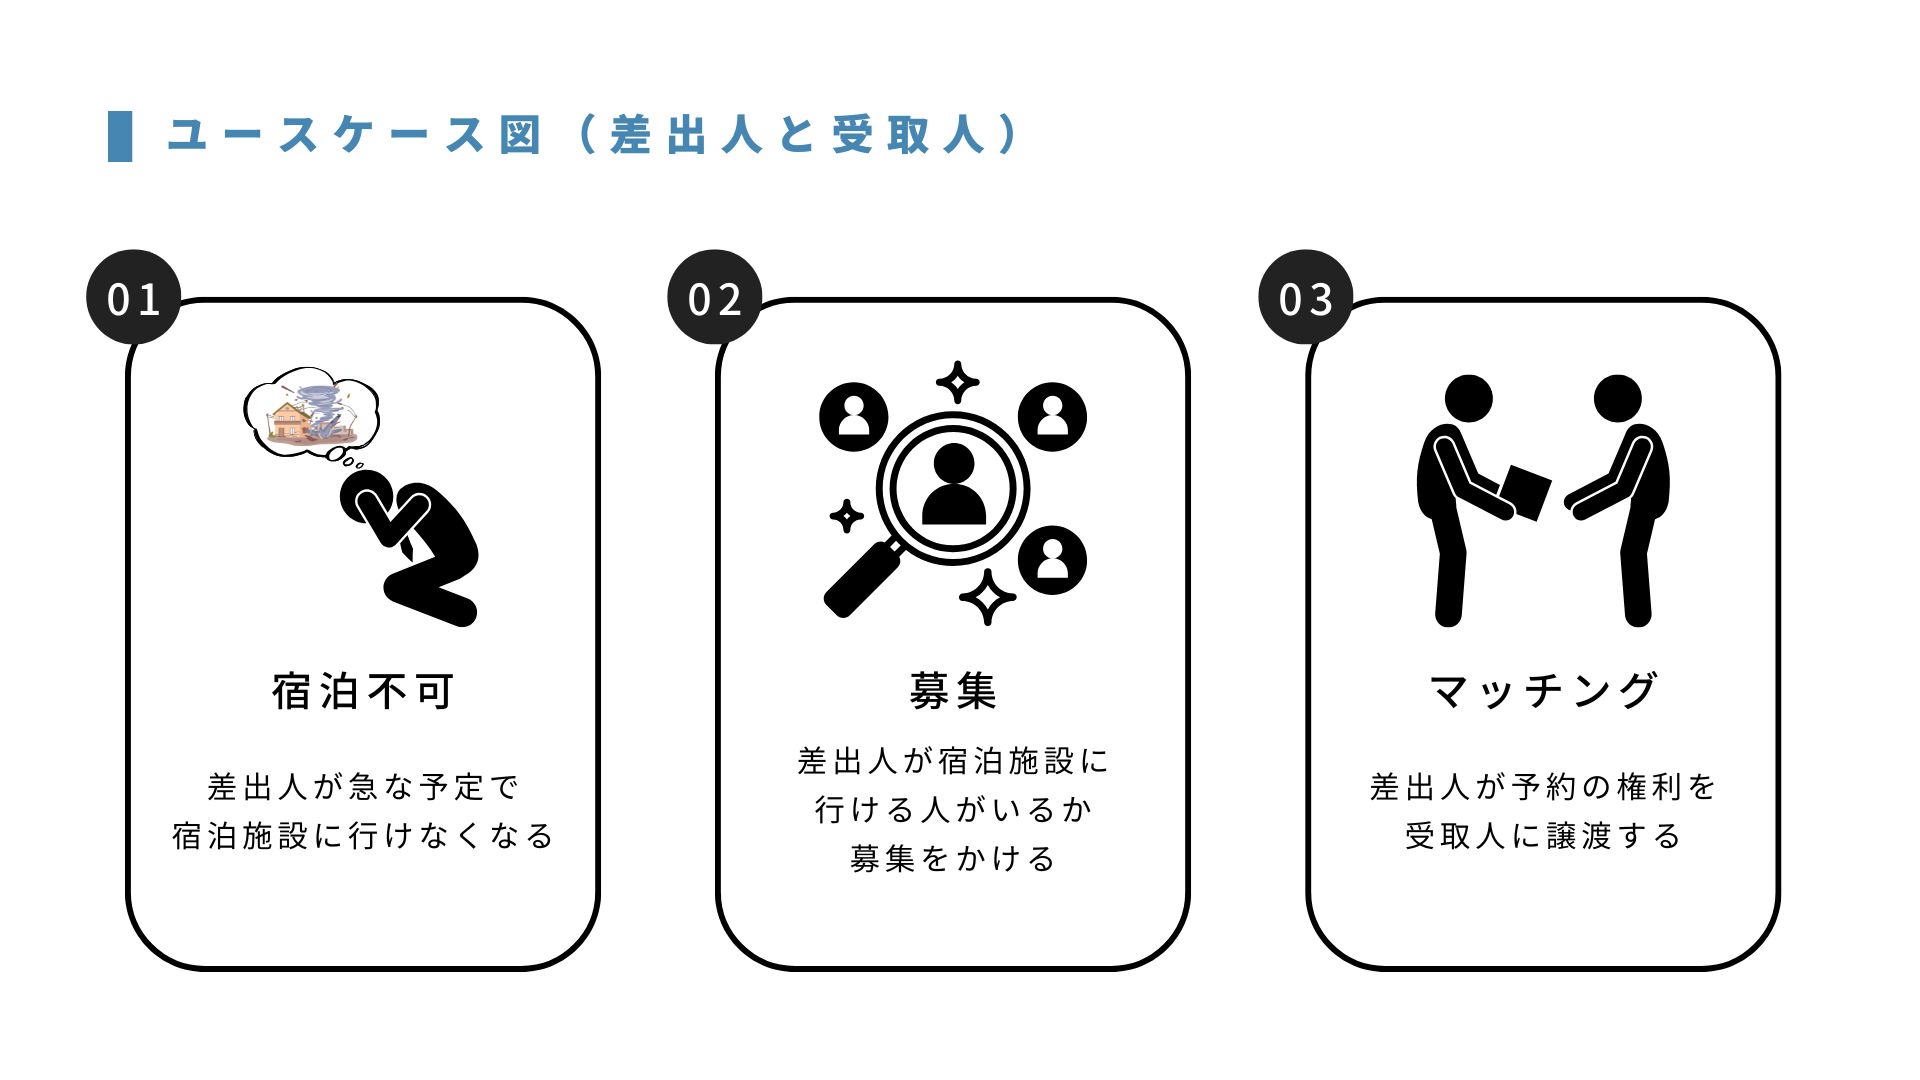 ユースケース図（差出人と受取人）
01
宿泊不可
差出人が急な予定で
宿泊施設に行けなくなる
02
募集
差出人が宿泊施設に
行ける人がいるか
募集をかける
03
マッチング
差出人が予約の権利を
受取人に譲渡する